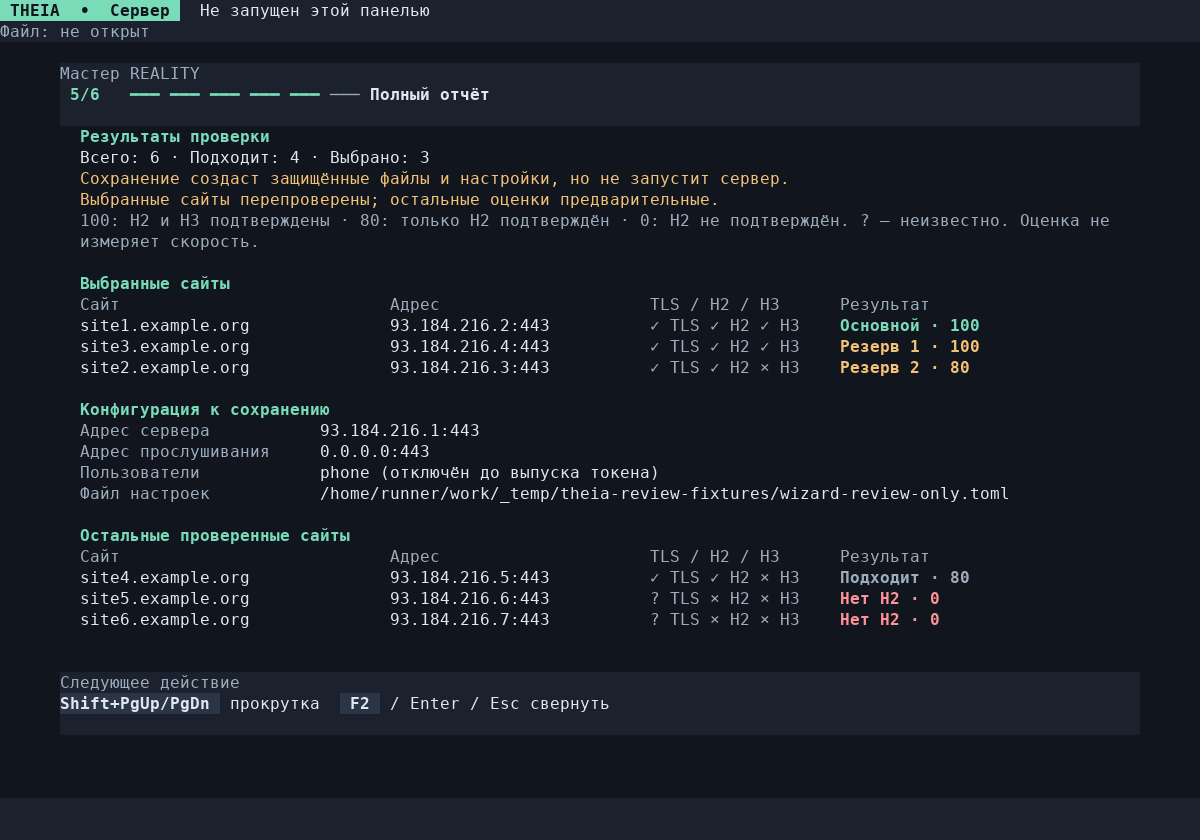 THEIA • Сервер Не запущен этой панелью
Файл: не открыт
Мастер REALITY
5/6 ━━━ ━━━ ━━━ ━━━ ━━━ ─── Полный отчёт
Результаты проверки
Всего: 6 · Подходит: 4 · Выбрано: 3
Сохранение создаст защищённые файлы и настройки, но не запустит сервер.
Выбранные сайты перепроверены; остальные оценки предварительные.
100: H2 и H3 подтверждены · 80: только H2 подтверждён · 0: H2 не подтверждён. ? — неизвестно. Оценка не
измеряет скорость.
Выбранные сайты
Сайт Адрес TLS / H2 / H3 Результат
site1.example.org 93.184.216.2:443 ✓ TLS ✓ H2 ✓ H3 Основной · 100
site3.example.org 93.184.216.4:443 ✓ TLS ✓ H2 ✓ H3 Резерв 1 · 100
site2.example.org 93.184.216.3:443 ✓ TLS ✓ H2 × H3 Резерв 2 · 80
Конфигурация к сохранению
Адрес сервера 93.184.216.1:443
Адрес прослушивания 0.0.0.0:443
Пользователи phone (отключён до выпуска токена)
Файл настроек /home/runner/work/_temp/theia-review-fixtures/wizard-review-only.toml
Остальные проверенные сайты
Сайт Адрес TLS / H2 / H3 Результат
site4.example.org 93.184.216.5:443 ✓ TLS ✓ H2 × H3 Подходит · 80
site5.example.org 93.184.216.6:443 ? TLS × H2 × H3 Нет H2 · 0
site6.example.org 93.184.216.7:443 ? TLS × H2 × H3 Нет H2 · 0
Следующее действие
Shift+PgUp/PgDn прокрутка F2 / Enter / Esc свернуть